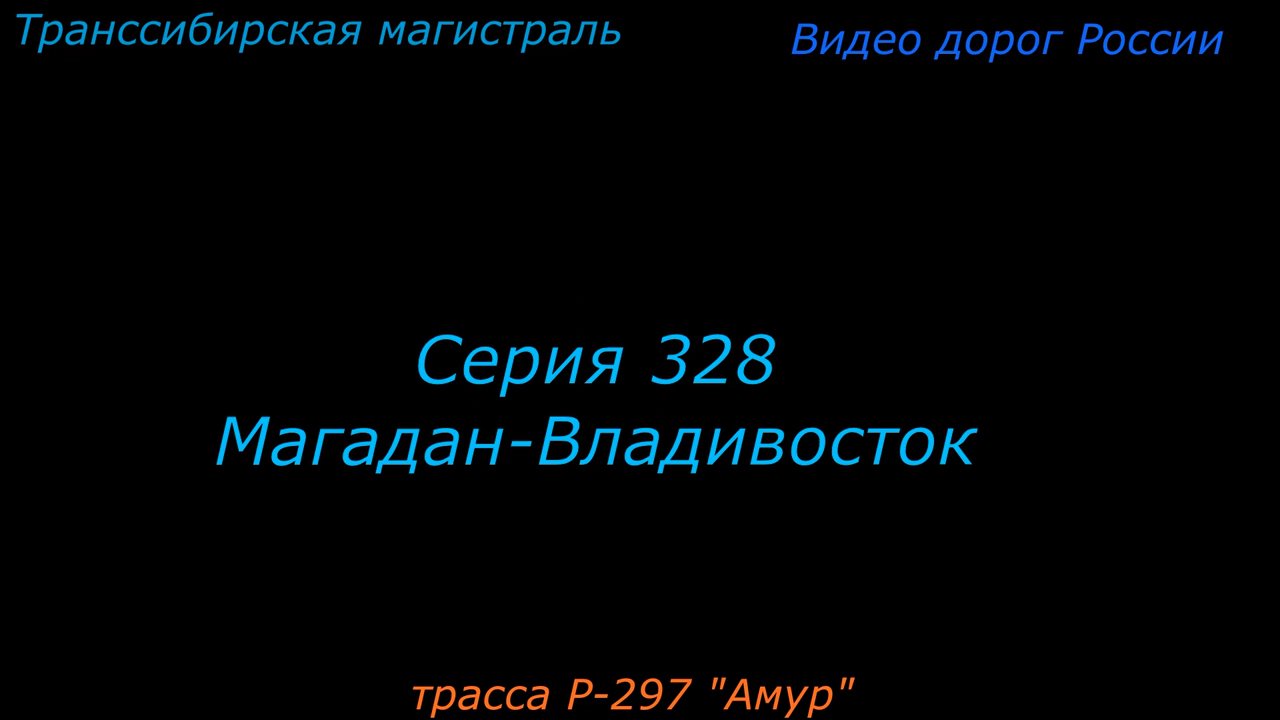 Транссибирская магистраль
Видео дорог России
Серия 328
Магадан-Владивосток
трасса Р-297 "Амур"